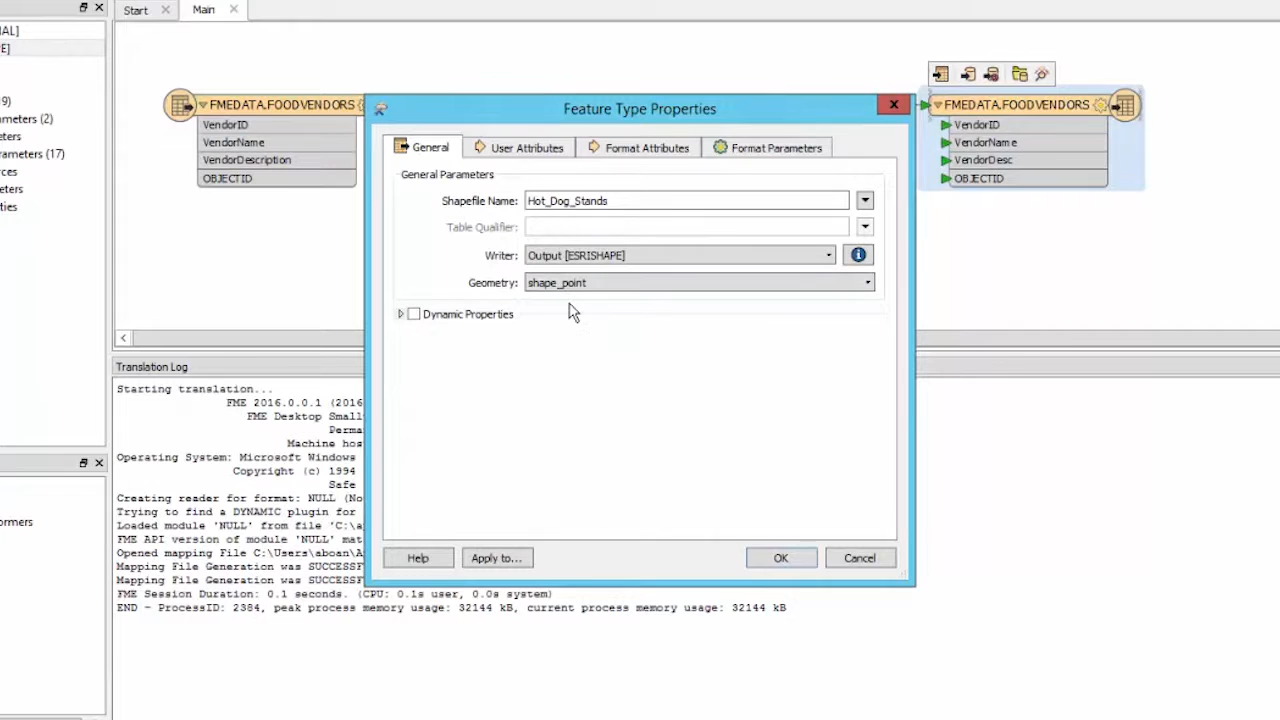 Start
Main
AL]
E]
9)
ameters (2)
eters
arameters (17)
rces
eters
ties
ormers
FMEDATA.FOODVENDORS
VendorID
VendorName
VendorDescription
OBJECTID
Feature Type Properties
General
User Attributes
Format Attributes
Format Parameters
General Parameters
Shapefile Name: Hot_Dog_Stands
Table Qualifier:
Writer: Output [ESRISHAPE]
Geometry: shape_point
Dynamic Properties
Help
Apply to...
OK
Cancel
FMEDATA.FOODVENDORS
VendorID
VendorName
VendorDesc
OBJECTID
Translation Log
Starting translation...
FME 2016.0.0.1 (2016
FME Desktop Small
Perma
Machine hos
Operating System: Microsoft Windows
Copyright (c) 1994
Safe
Creating reader for format: NULL (No
Trying to find a DYNAMIC plugin for
Loaded module 'NULL' from file 'C:\a
FME API version of module 'NULL' mat
Opened mapping File C:\Users\aboan\A
Mapping File Generation was SUCCESSF
Mapping File Generation was SUCCESSF
FME Session Duration: 0.1 seconds. (CPU: 0.1s user, 0.0s system)
END - ProcessID: 2384, peak process memory usage: 32144 kB, current process memory usage: 32144 kB